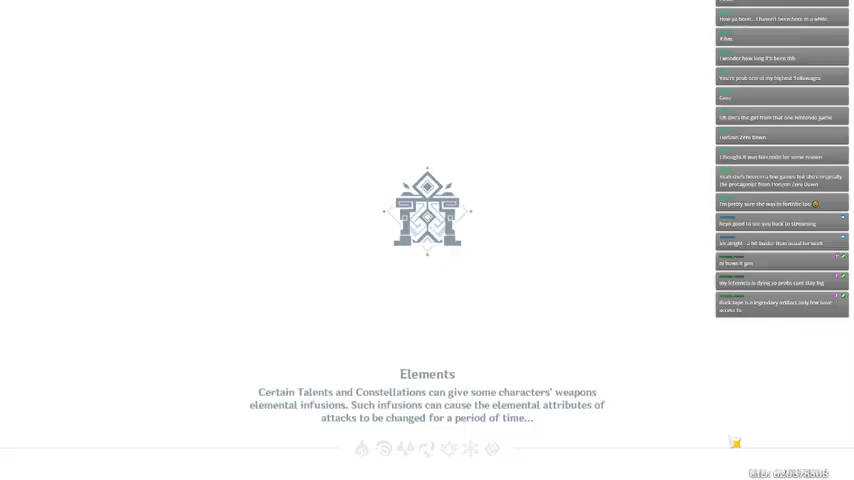 How ya been... I haven't been here in a while
It has
I wonder how long it's been tbh
You're prob one of my highest
Oh she's the girl from that one Nintendo game
Horizon Zero Dawn
I thought it was Nintendo for some reason
Yeah she's been in a few games but she's originally
the protagonist from Horizon Zero Dawn
I'm pretty sure she was in fortnite too
heyo good to see you back to streaming
im alright - a bit busier than usual for work
hi hows it goin
my internets is dying so probs cant stay big
duck tape is a legendary artifact only few have
access to
Elements
Certain Talents and Constellations can give some characters' weapons
elemental infusions. Such infusions can cause the elemental attributes of
attacks to be changed for a period of time...
UID: